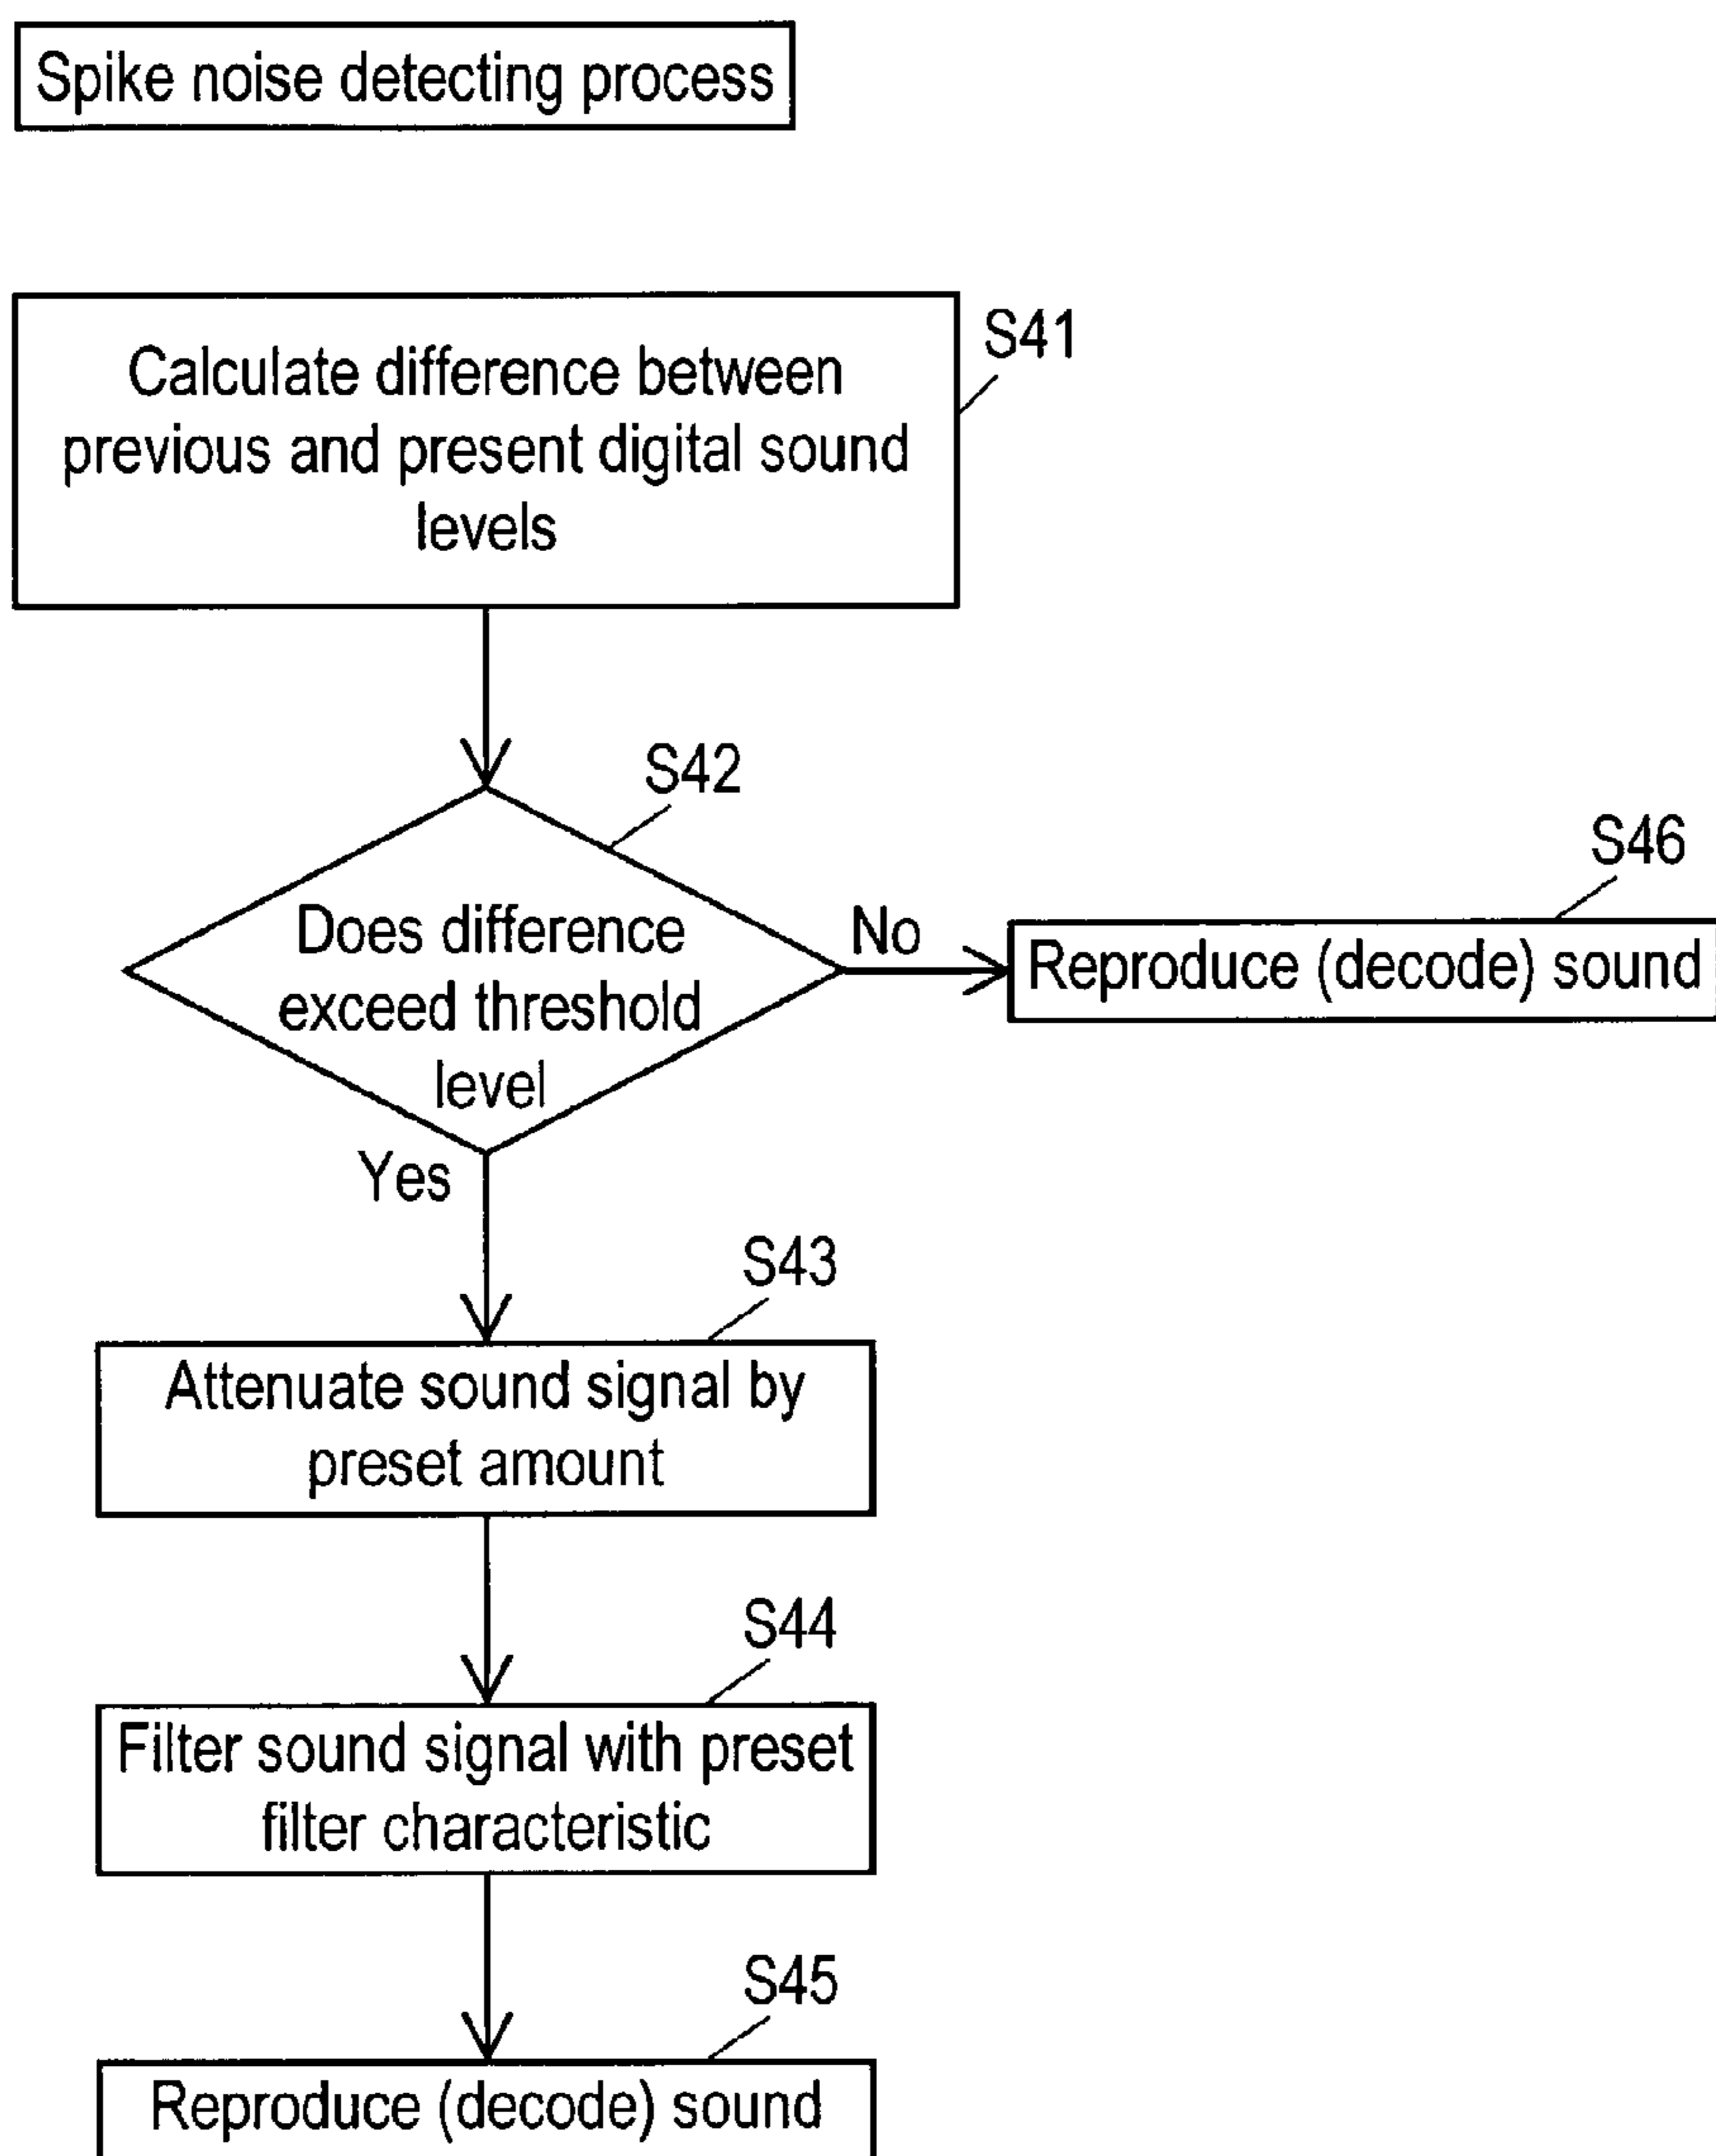 Spike noise detecting process
S41
Calculate difference between
previous and present digital sound
levels
S42
Does difference
exceed threshold
level
No
S46
Reproduce (decode) sound
Yes
S43
Attenuate sound signal by
preset amount
S44
Filter sound signal with preset
filter characteristic
S45
Reproduce (decode) sound